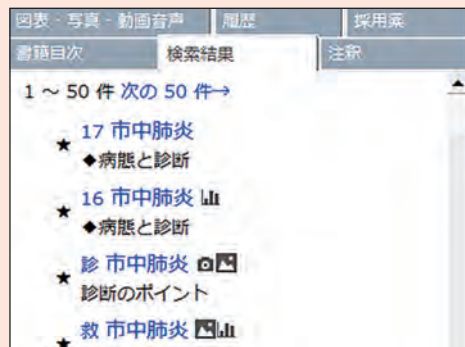 図表・写真・動画音声 履歴 採用薬
書籍目次 検索結果 注釈
1 ～ 50 件 次の 50 件→
★ 17 市中肺炎
◆病態と診断
★ 16 市中肺炎
◆病態と診断
★ 診 市中肺炎
診断のポイント
★ 救 市中肺炎